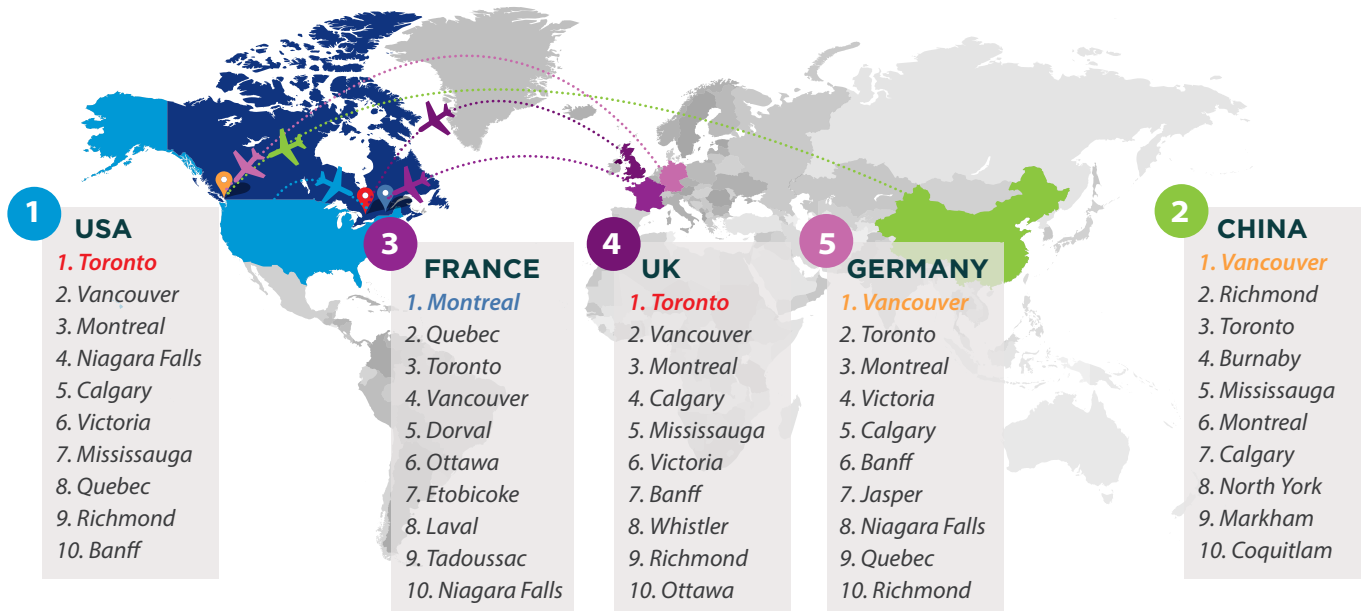 1
USA
1. Toronto
2. Vancouver
3. Montreal
4. Niagara Falls
5. Calgary
6. Victoria
7. Mississauga
8. Quebec
9. Richmond
10. Banff
3
FRANCE
1. Montreal
2. Quebec
3. Toronto
4. Vancouver
5. Dorval
6. Ottawa
7. Etobicoke
8. Laval
9. Tadoussac
10. Niagara Falls
4
UK
1. Toronto
2. Vancouver
3. Montreal
4. Calgary
5. Mississauga
6. Victoria
7. Banff
8. Whistler
9. Richmond
10. Ottawa
5
GERMANY
1. Vancouver
2. Toronto
3. Montreal
4. Victoria
5. Calgary
6. Banff
7. Jasper
8. Niagara Falls
9. Quebec
10. Richmond
2
CHINA
1. Vancouver
2. Richmond
3. Toronto
4. Burnaby
5. Mississauga
6. Montreal
7. Calgary
8. North York
9. Markham
10. Coquitlam